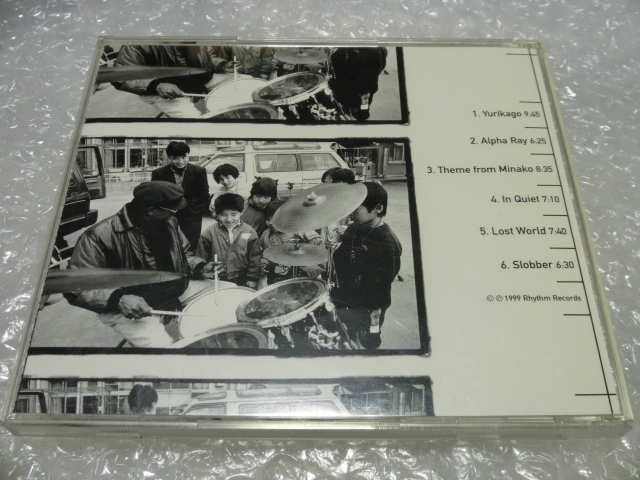 1. Yurikago 9:45
2. Alpha Ray 6:25
3. Theme from Minako 8:35
4. In Quiet 7:10
5. Lost World 7:40
6. Slobber 6:30
© ℗ 1999 Rhythm Records